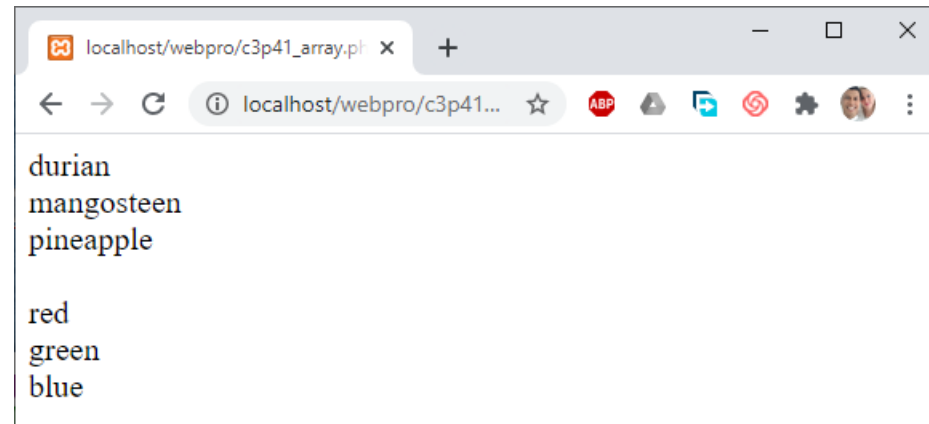 localhost/webpro/c3p41_array.ph
localhost/webpro/c3p41...
ABP
durian
mangosteen
pineapple
red
green
blue